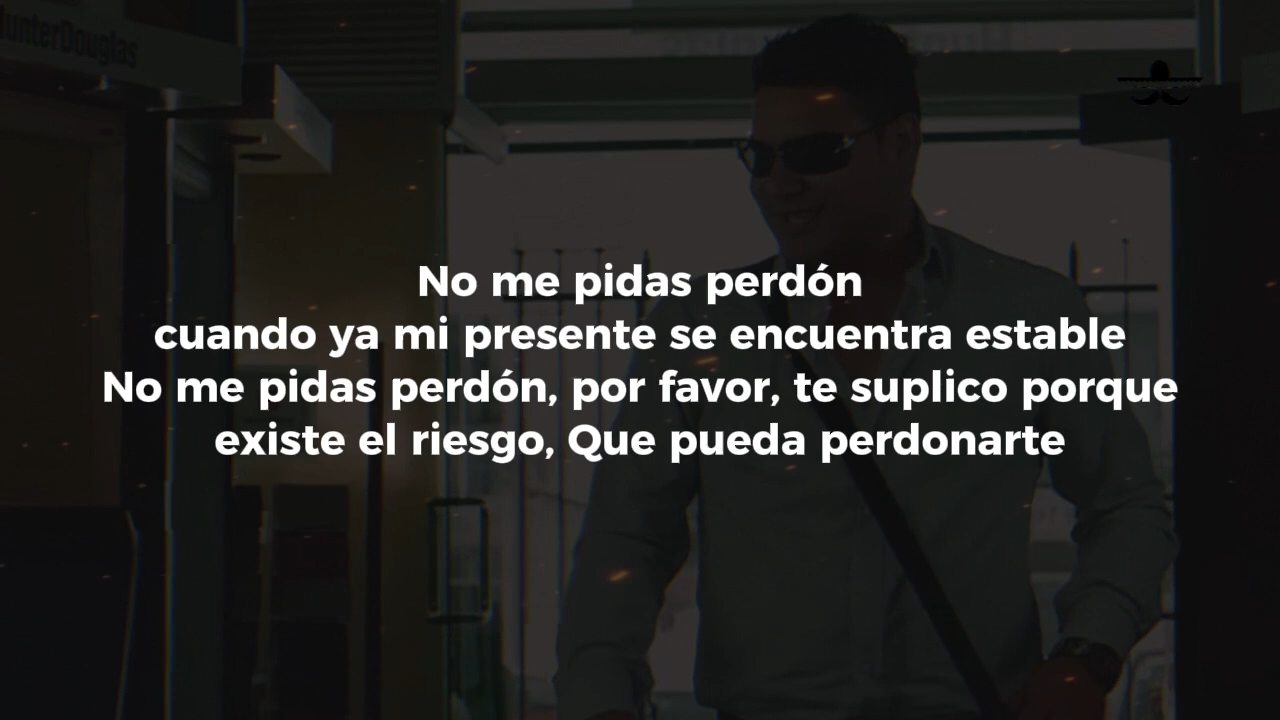 HunterDouglas
No me pidas perdón
cuando ya mi presente se encuentra estable
No me pidas perdón, por favor, te suplico porque
existe el riesgo, Que pueda perdonarte